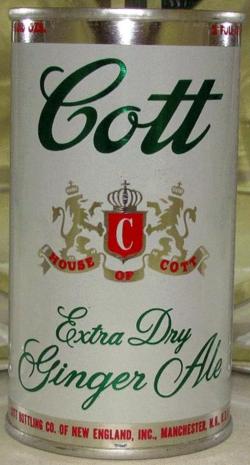 Cott
C
HOUSE OF COTT
Extra Dry
Ginger Ale
BOTTLING CO. OF NEW ENGLAND, INC., MANCHESTER, N.H.